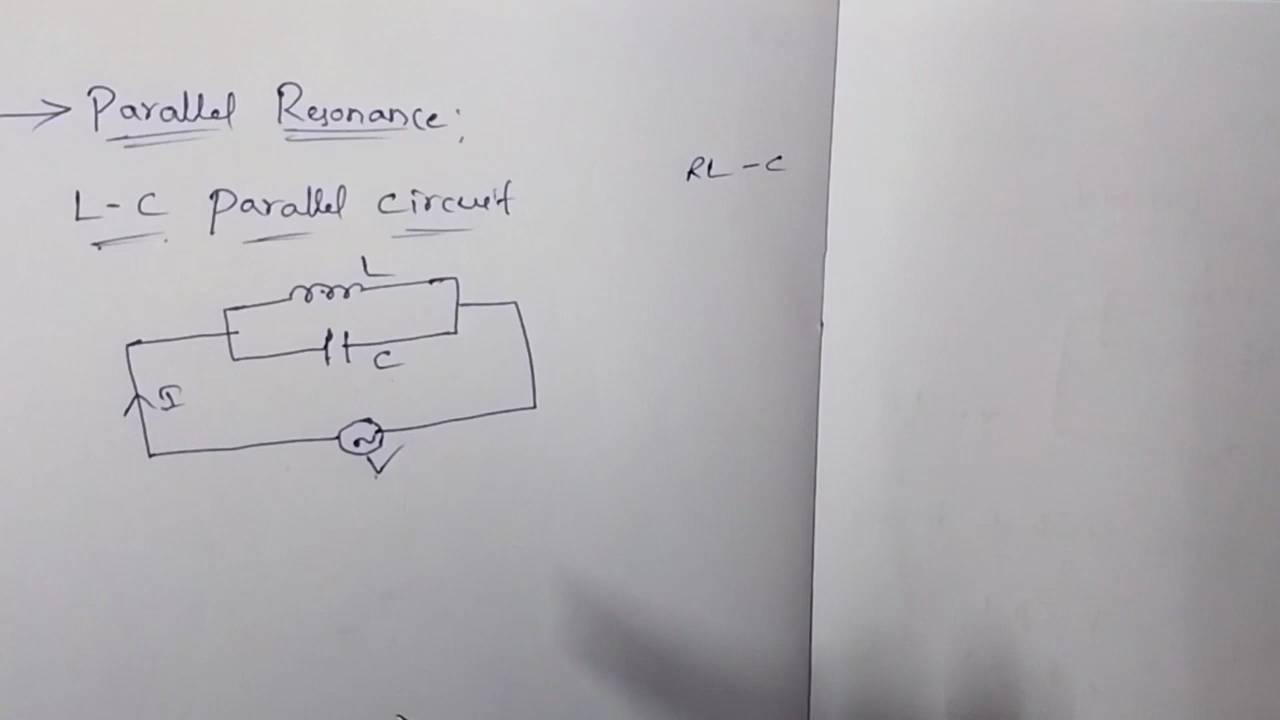 → Parallel Resonance:
RL - C
L - C Parallel circuit
L
C
I
V